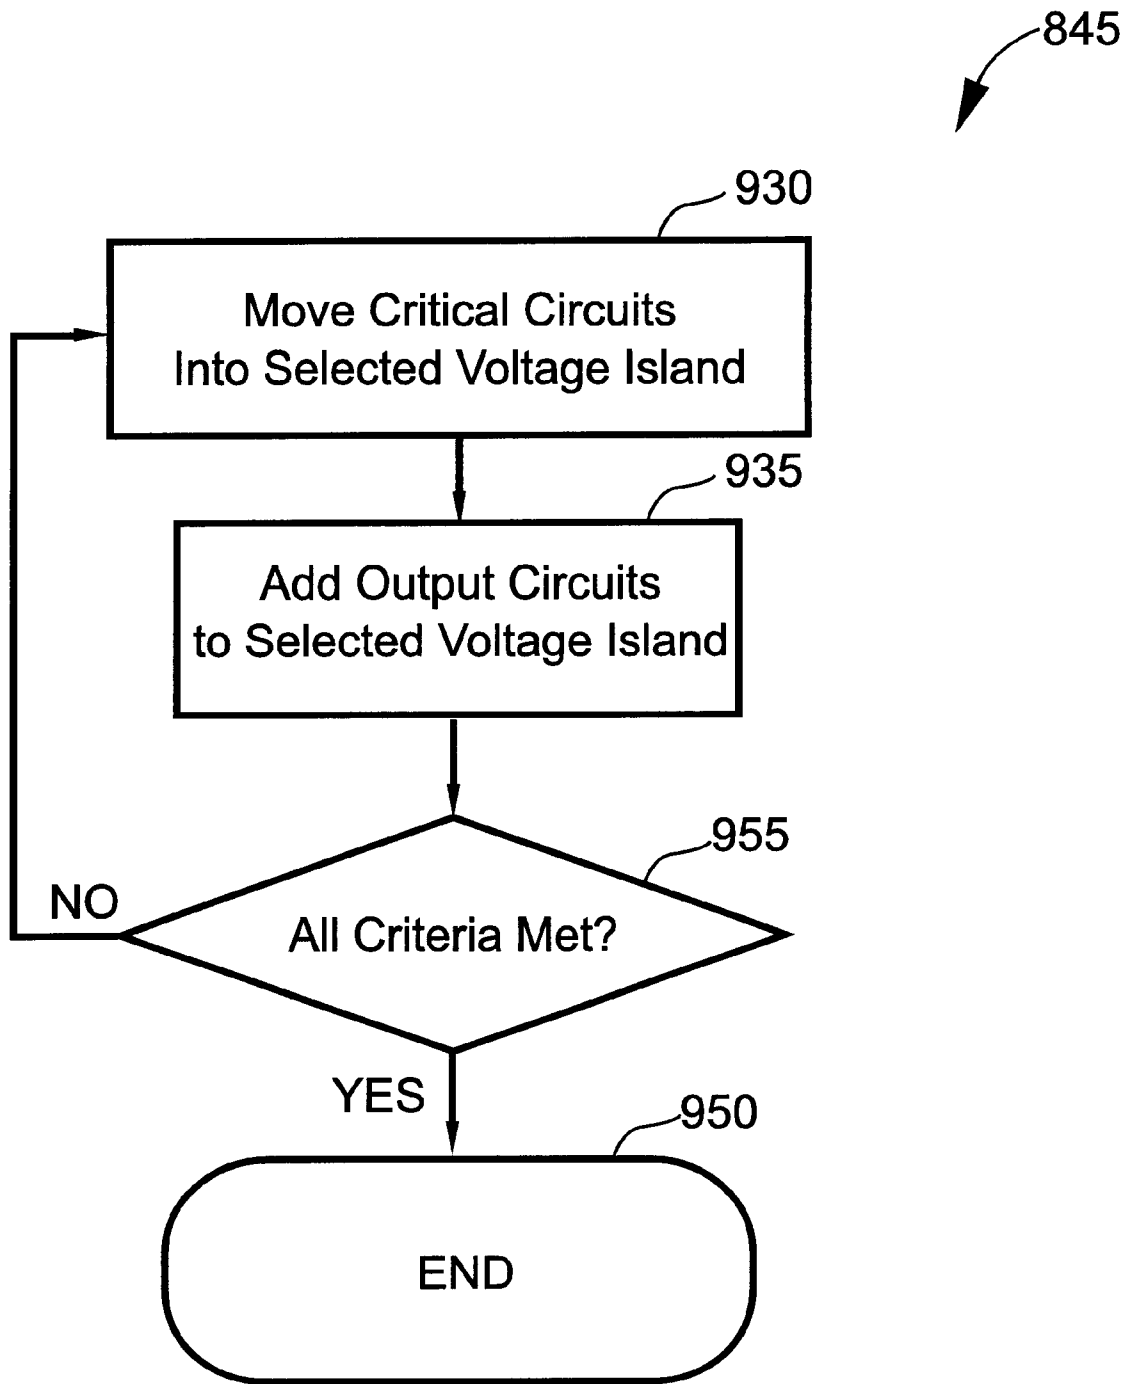 845
930
Move Critical Circuits
Into Selected Voltage Island
935
Add Output Circuits
to Selected Voltage Island
955
NO
All Criteria Met?
YES
950
END